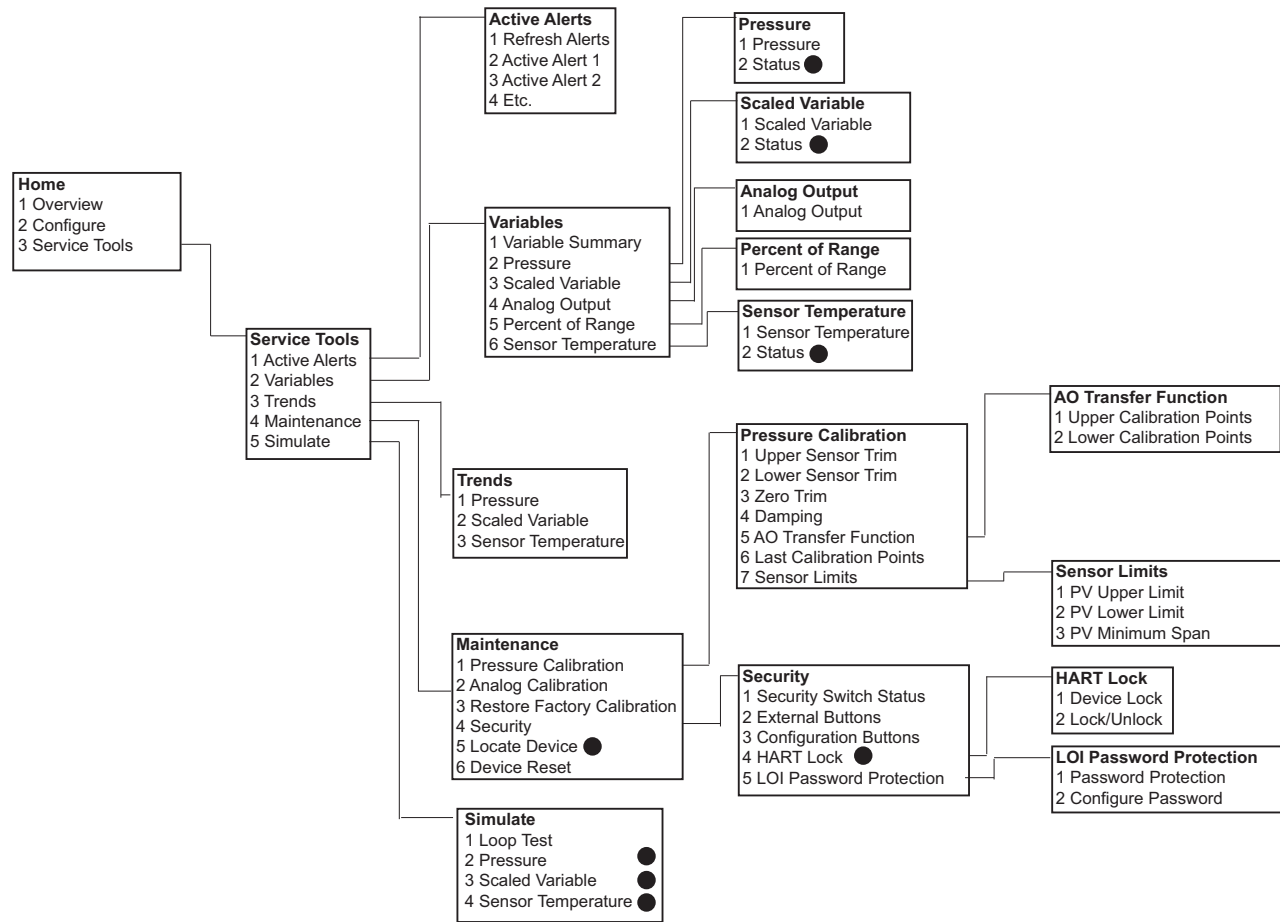 Home
1 Overview
2 Configure
3 Service Tools
Service Tools
1 Active Alerts
2 Variables
3 Trends
4 Maintenance
5 Simulate
Active Alerts
1 Refresh Alerts
2 Active Alert 1
3 Active Alert 2
4 Etc.
Variables
1 Variable Summary
2 Pressure
3 Scaled Variable
4 Analog Output
5 Percent of Range
6 Sensor Temperature
Trends
1 Pressure
2 Scaled Variable
3 Sensor Temperature
Maintenance
1 Pressure Calibration
2 Analog Calibration
3 Restore Factory Calibration
4 Security
5 Locate Device
6 Device Reset
Simulate
1 Loop Test
2 Pressure
3 Scaled Variable
4 Sensor Temperature
Pressure
1 Pressure
2 Status
Scaled Variable
1 Scaled Variable
2 Status
Analog Output
1 Analog Output
Percent of Range
1 Percent of Range
Sensor Temperature
1 Sensor Temperature
2 Status
Pressure Calibration
1 Upper Sensor Trim
2 Lower Sensor Trim
3 Zero Trim
4 Damping
5 AO Transfer Function
6 Last Calibration Points
7 Sensor Limits
Security
1 Security Switch Status
2 External Buttons
3 Configuration Buttons
4 HART Lock
5 LOI Password Protection
AO Transfer Function
1 Upper Calibration Points
2 Lower Calibration Points
Sensor Limits
1 PV Upper Limit
2 PV Lower Limit
3 PV Minimum Span
HART Lock
1 Device Lock
2 Lock/Unlock
LOI Password Protection
1 Password Protection
2 Configure Password